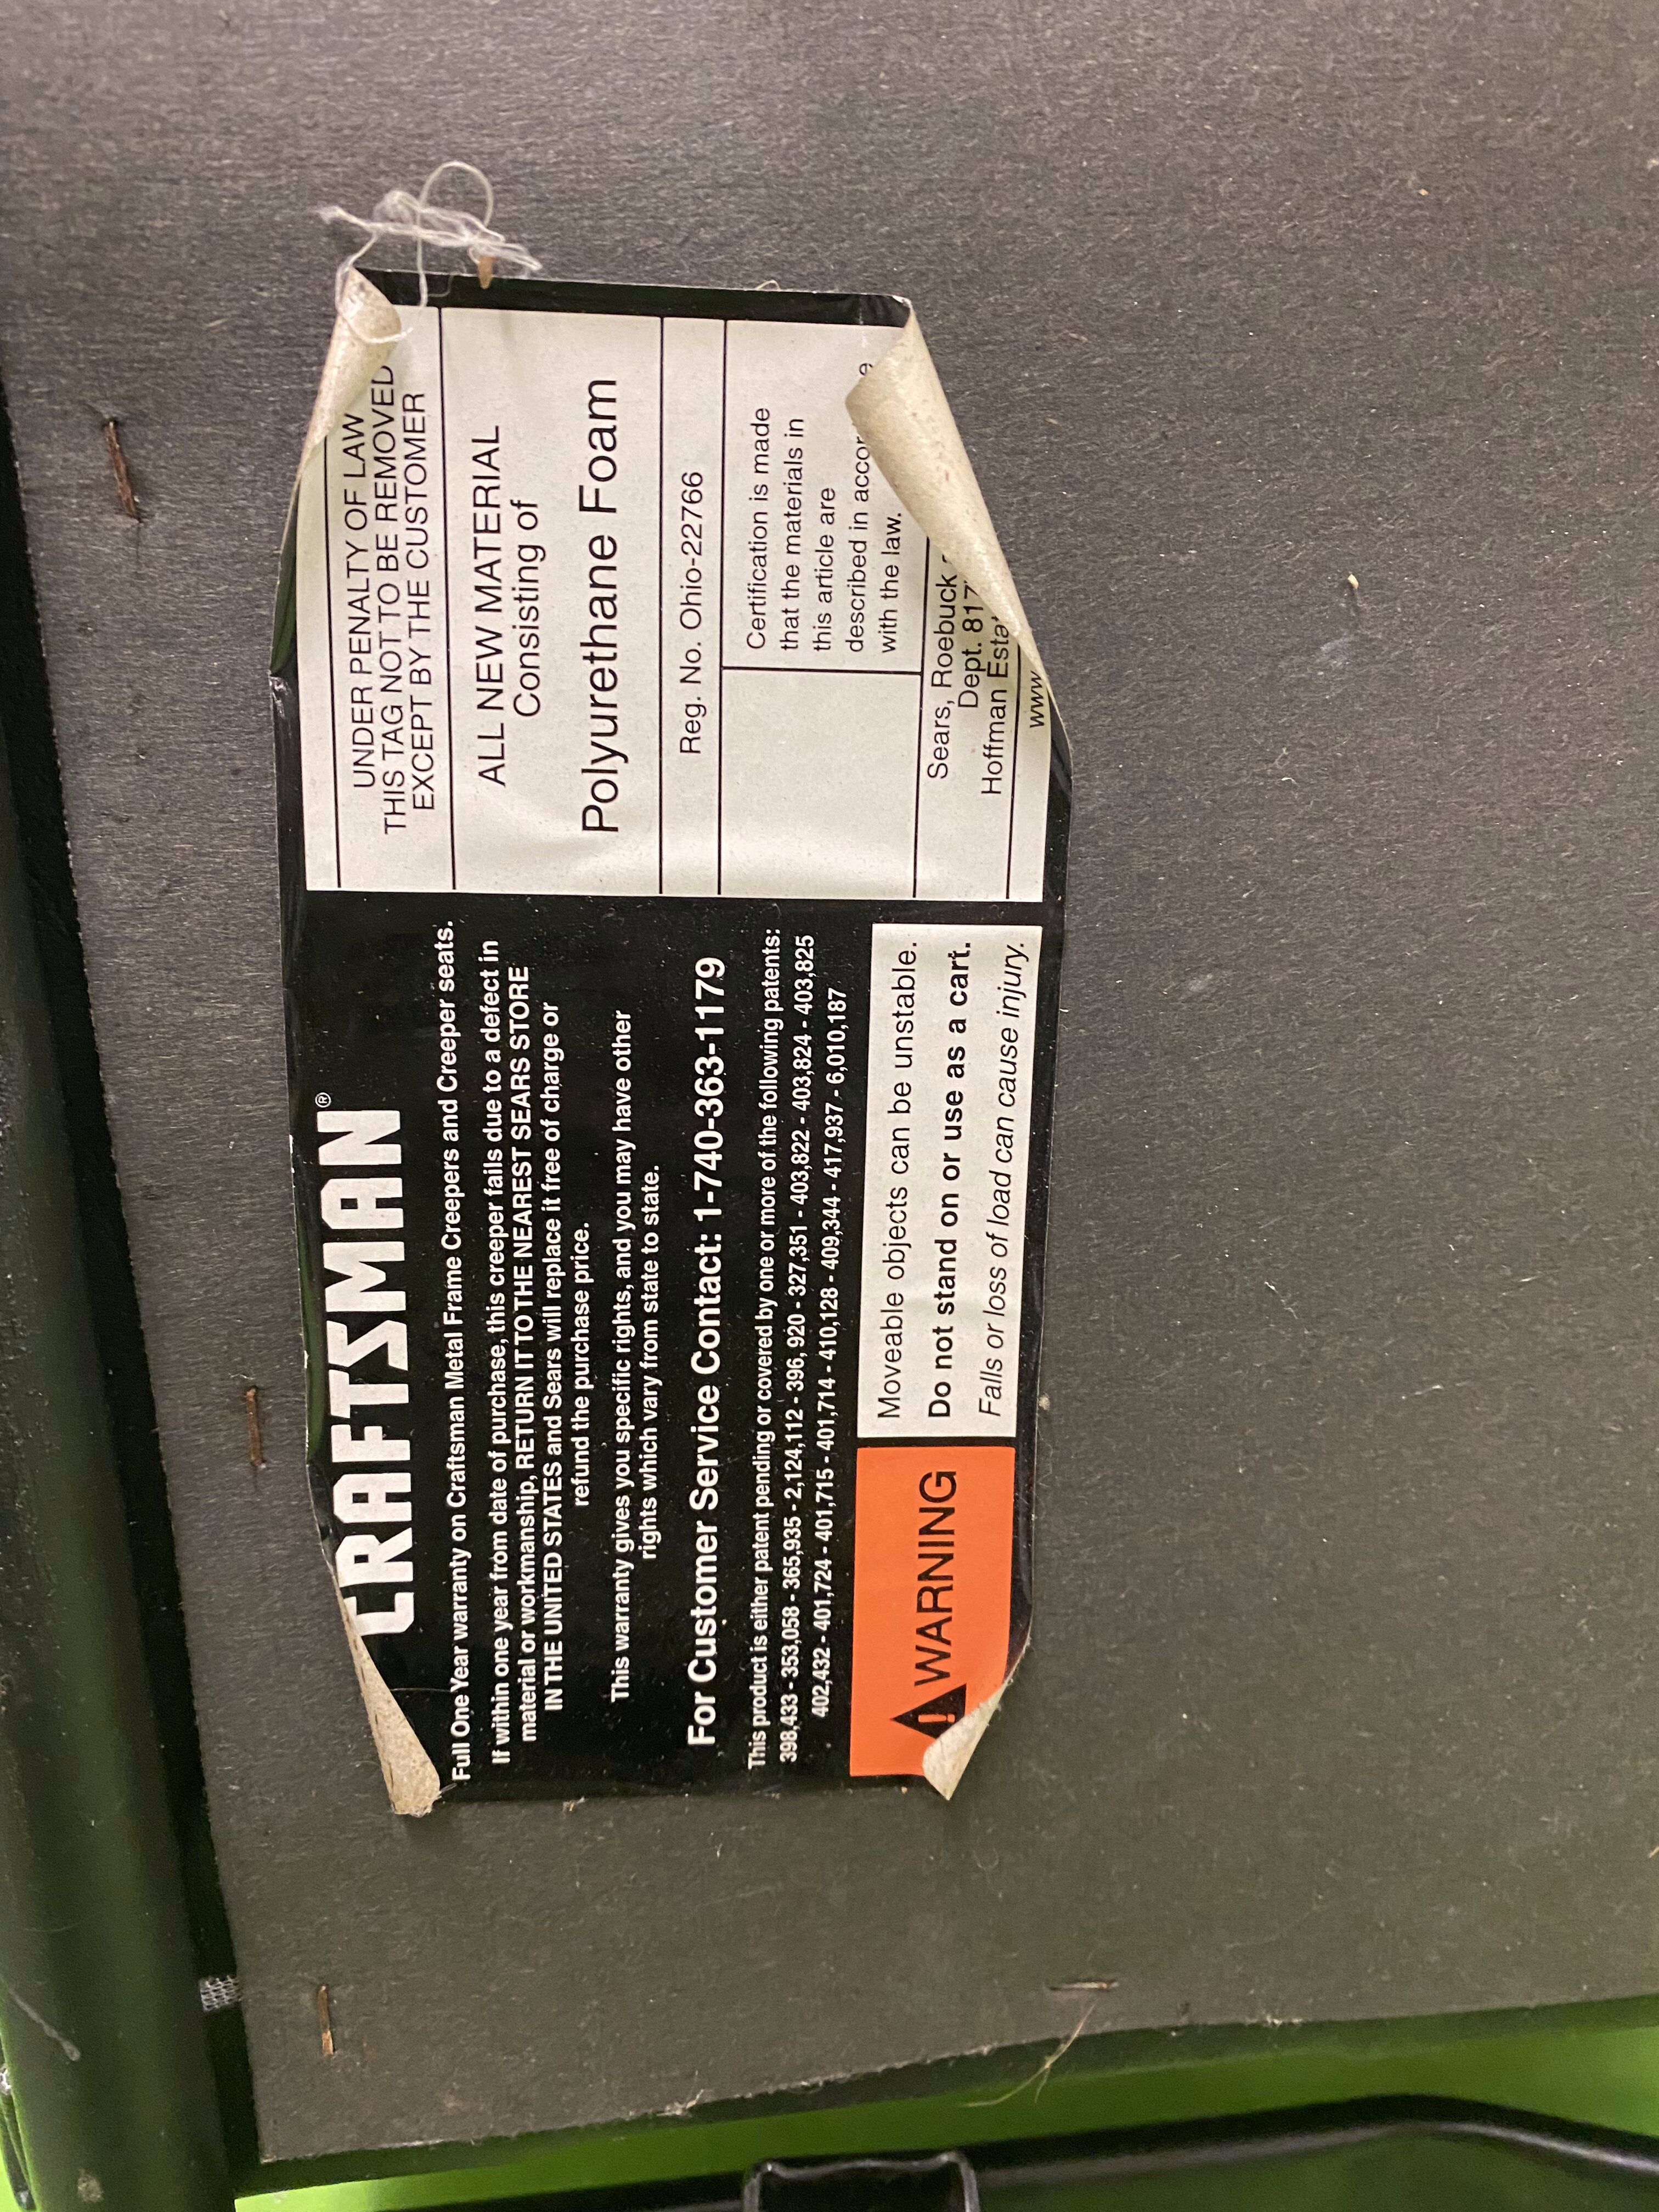 CRAFTSMAN®
Full One Year warranty on Craftsman Metal Frame Creepers and Creeper seats.
If within one year from date of purchase, this creeper fails due to a defect in
material or workmanship, RETURN IT TO THE NEAREST SEARS STORE
IN THE UNITED STATES and Sears will replace it free of charge or
refund the purchase price.
This warranty gives you specific rights, and you may have other
rights which vary from state to state.
For Customer Service Contact: 1-740-363-1179
This product is either patent pending or covered by one or more of the following patents:
398,433 - 353,058 - 365,935 - 2,124,112 - 396,920 - 327,351 - 403,822 - 403,824 - 403,825
402,432 - 401,724 - 401,715 - 401,714 - 410,128 - 409,344 - 417,937 - 6,010,187
WARNING
Moveable objects can be unstable.
Do not stand on or use as a cart.
Falls or loss of load can cause injury.
UNDER PENALTY OF LAW
THIS TAG NOT TO BE REMOVED
EXCEPT BY THE CUSTOMER
ALL NEW MATERIAL
Consisting of
Polyurethane Foam
Reg. No. Ohio-22766
Certification is made
that the materials in
this article are
described in
with the law.
Sears, Roebuck
Dept. 817
Hoffman
www